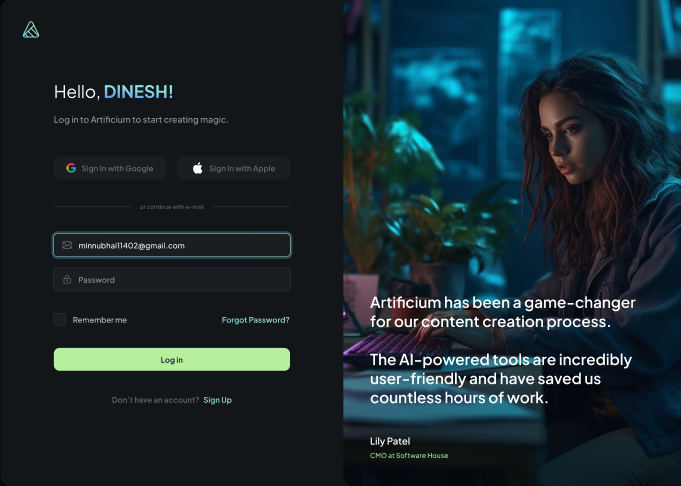 Hello, DINESH!
Log in to Artificium to start creating magic.
Sign In with Google
Sign In with Apple
or continue with e-mail
minnubhai11402@gmail.com
Password
Remember me
Forgot Password?
Log in
Don't have an account? Sign Up
Artificium has been a game-changer
for our content creation process.
The AI-powered tools are incredibly
user-friendly and have saved us
countless hours of work.
Lily Patel
CMO at Software House